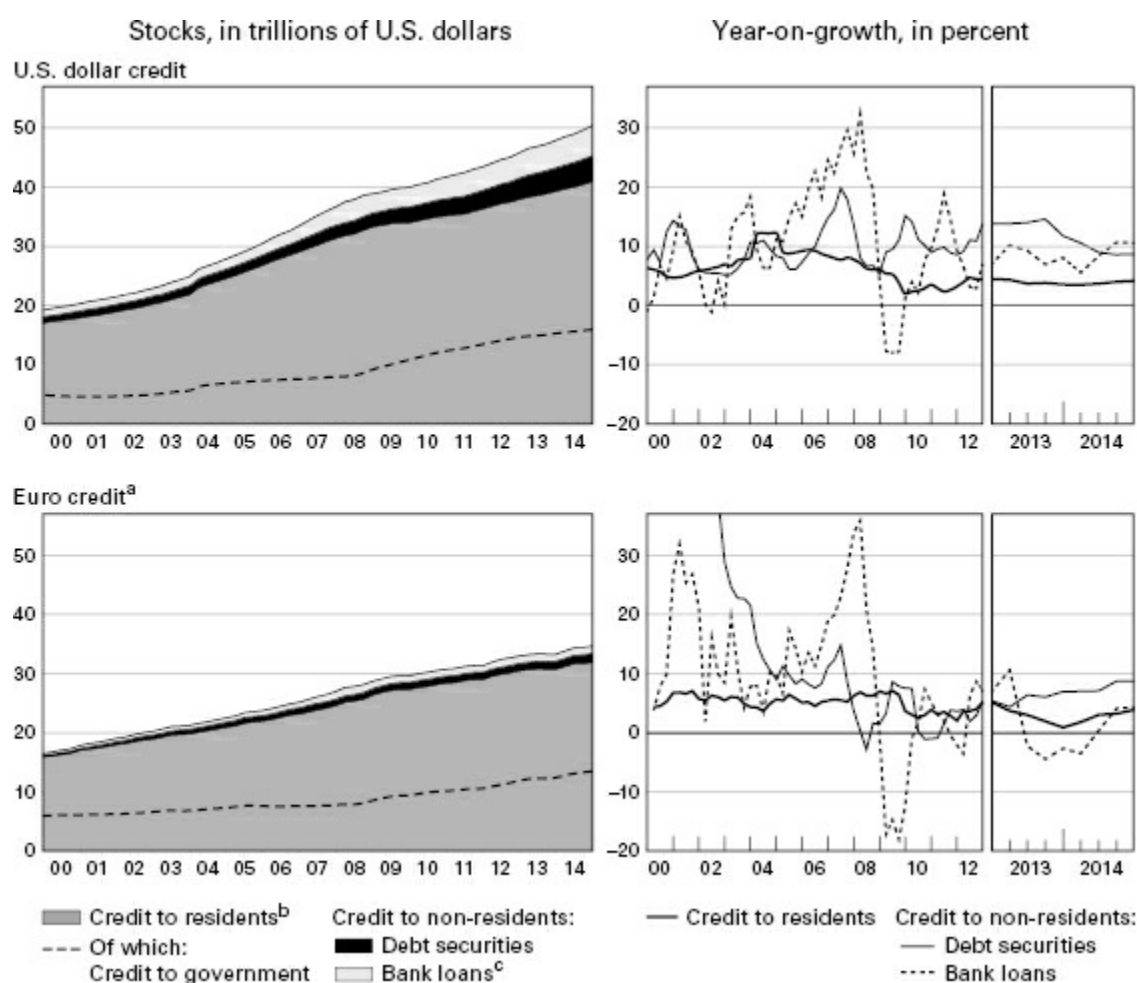 Stocks, in trillions of U.S. dollars
Year-on-growth, in percent
U.S. dollar credit
50
40
30
20
10
0
00 01 02 03 04 05 06 07 08 09 10 11 12 13 14
30
20
10
0
–10
–20
00 02 04 06 08 10 12 2013 2014
Euro creditᵃ
50
40
30
20
10
0
00 01 02 03 04 05 06 07 08 09 10 11 12 13 14
30
20
10
0
–10
–20
00 02 04 06 08 10 12 2013 2014
Credit to residentsᵇ
Of which:
Credit to government
Credit to non-residents:
Debt securities
Bank loansᶜ
Credit to residents
Credit to non-residents:
Debt securities
Bank loans